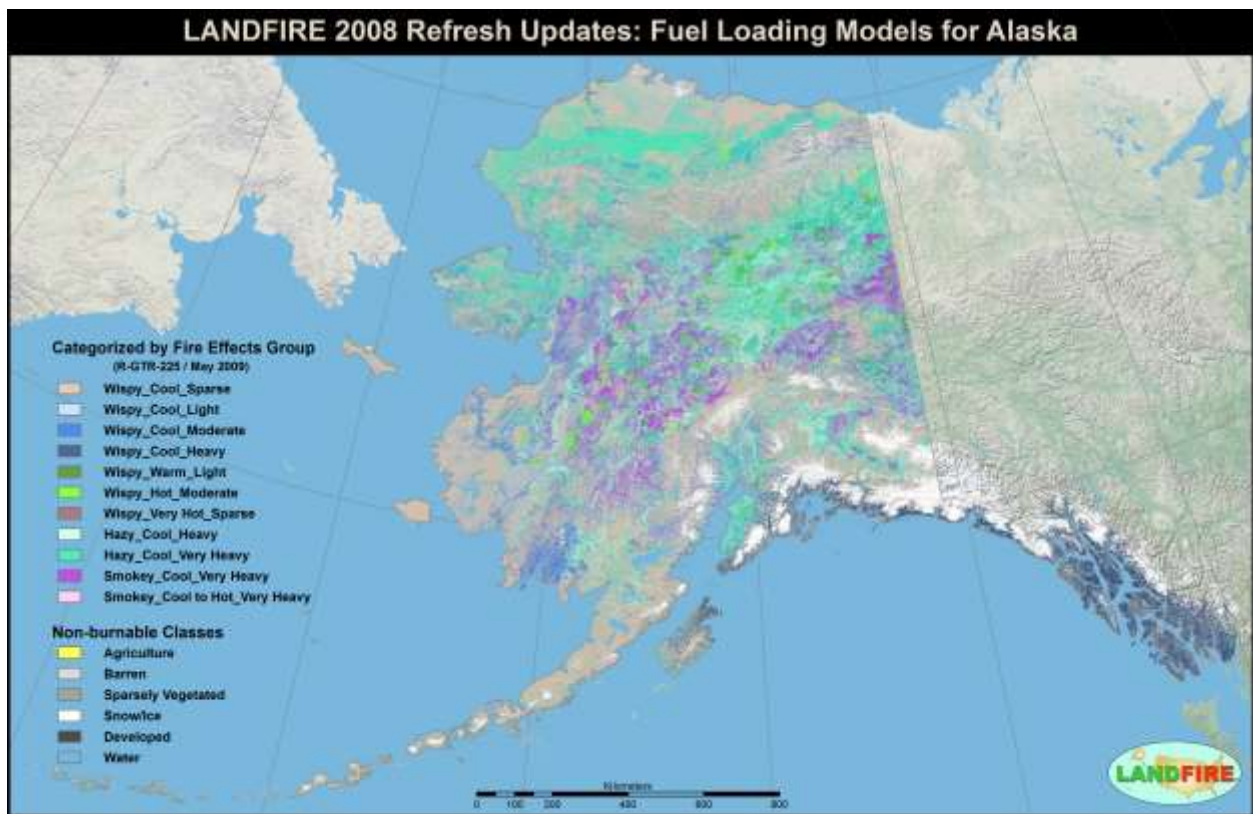 LANDFIRE 2008 Refresh Updates: Fuel Loading Models for Alaska
Categorized by Fire Effects Group
(R-GTR-225 / May 2009)
Wispy_Cool_Sparse
Wispy_Cool_Light
Wispy_Cool_Moderate
Wispy_Cool_Heavy
Wispy_Warm_Light
Wispy_Hot_Moderate
Wispy_Very Hot_Sparse
Hazy_Cool_Heavy
Hazy_Cool_Very Heavy
Smokey_Cool_Very Heavy
Smokey_Cool to Hot_Very Heavy
Non-burnable Classes
Agriculture
Barren
Sparsely Vegetated
Snow/Ice
Developed
Water
Kilometers
0 100 200 400 600 800
LANDFIRE